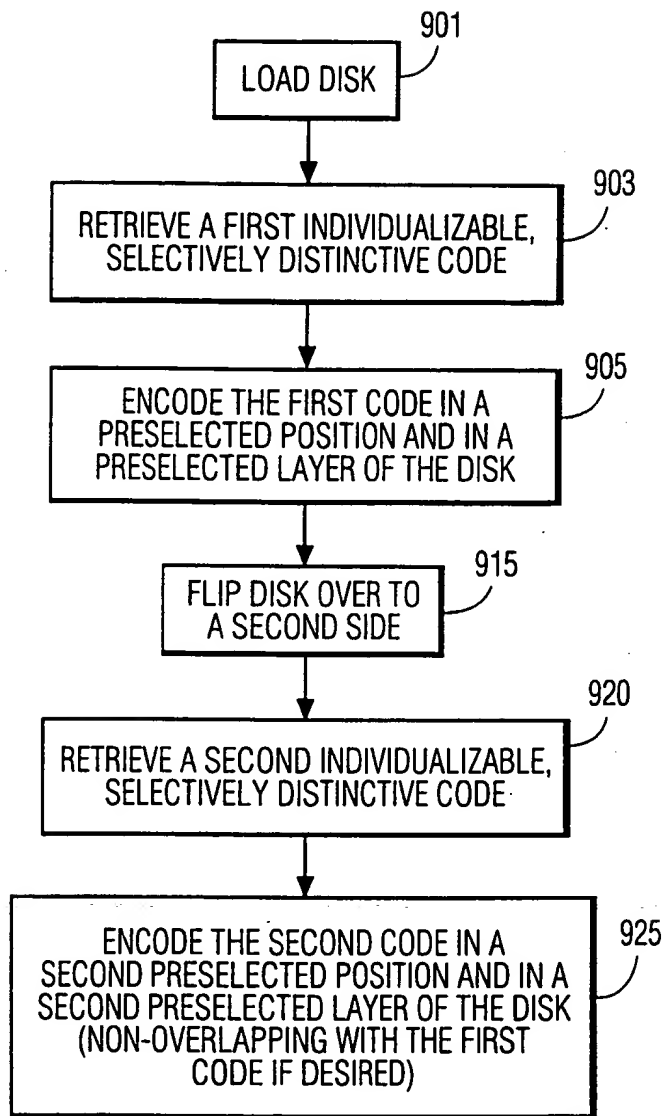 901
LOAD DISK
903
RETRIEVE A FIRST INDIVIDUALIZABLE,
SELECTIVELY DISTINCTIVE CODE
905
ENCODE THE FIRST CODE IN A
PRESELECTED POSITION AND IN A
PRESELECTED LAYER OF THE DISK
915
FLIP DISK OVER TO
A SECOND SIDE
920
RETRIEVE A SECOND INDIVIDUALIZABLE,
SELECTIVELY DISTINCTIVE CODE
925
ENCODE THE SECOND CODE IN A
SECOND PRESELECTED POSITION AND IN A
SECOND PRESELECTED LAYER OF THE DISK
(NON-OVERLAPPING WITH THE FIRST
CODE IF DESIRED)